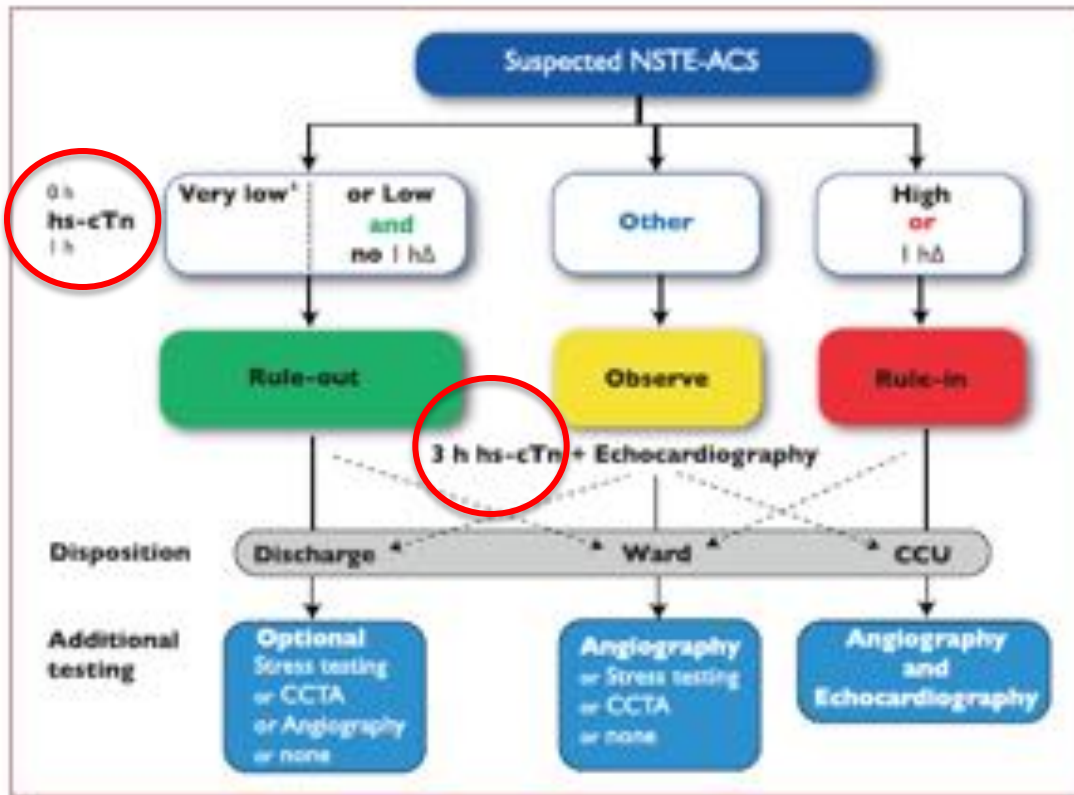 Suspected NSTE-ACS
0 h
hs-cTn
1 h
Very low+
or Low
and
no 1 hΔ
Other
High
or
1 hΔ
Rule-out
Observe
Rule-in
3 h hs-cTn + Echocardiography
Disposition
Discharge
Ward
CCU
Additional
testing
Optional
Stress testing
or CCTA
or Angiography
or none
Angiography
or Stress testing
or CCTA
or none
Angiography
and
Echocardiography